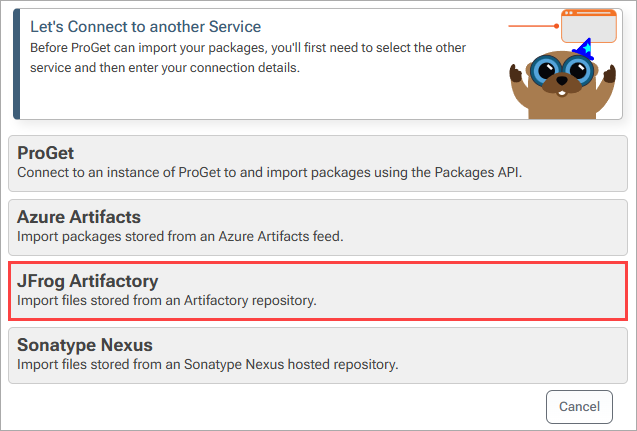 Let's Connect to another Service
Before ProGet can import your packages, you'll first need to select the other
service and then enter your connection details.
ProGet
Connect to an instance of ProGet to and import packages using the Packages API.
Azure Artifacts
Import packages stored from an Azure Artifacts feed.
JFrog Artifactory
Import files stored from an Artifactory repository.
Sonatype Nexus
Import files stored from an Sonatype Nexus hosted repository.
Cancel